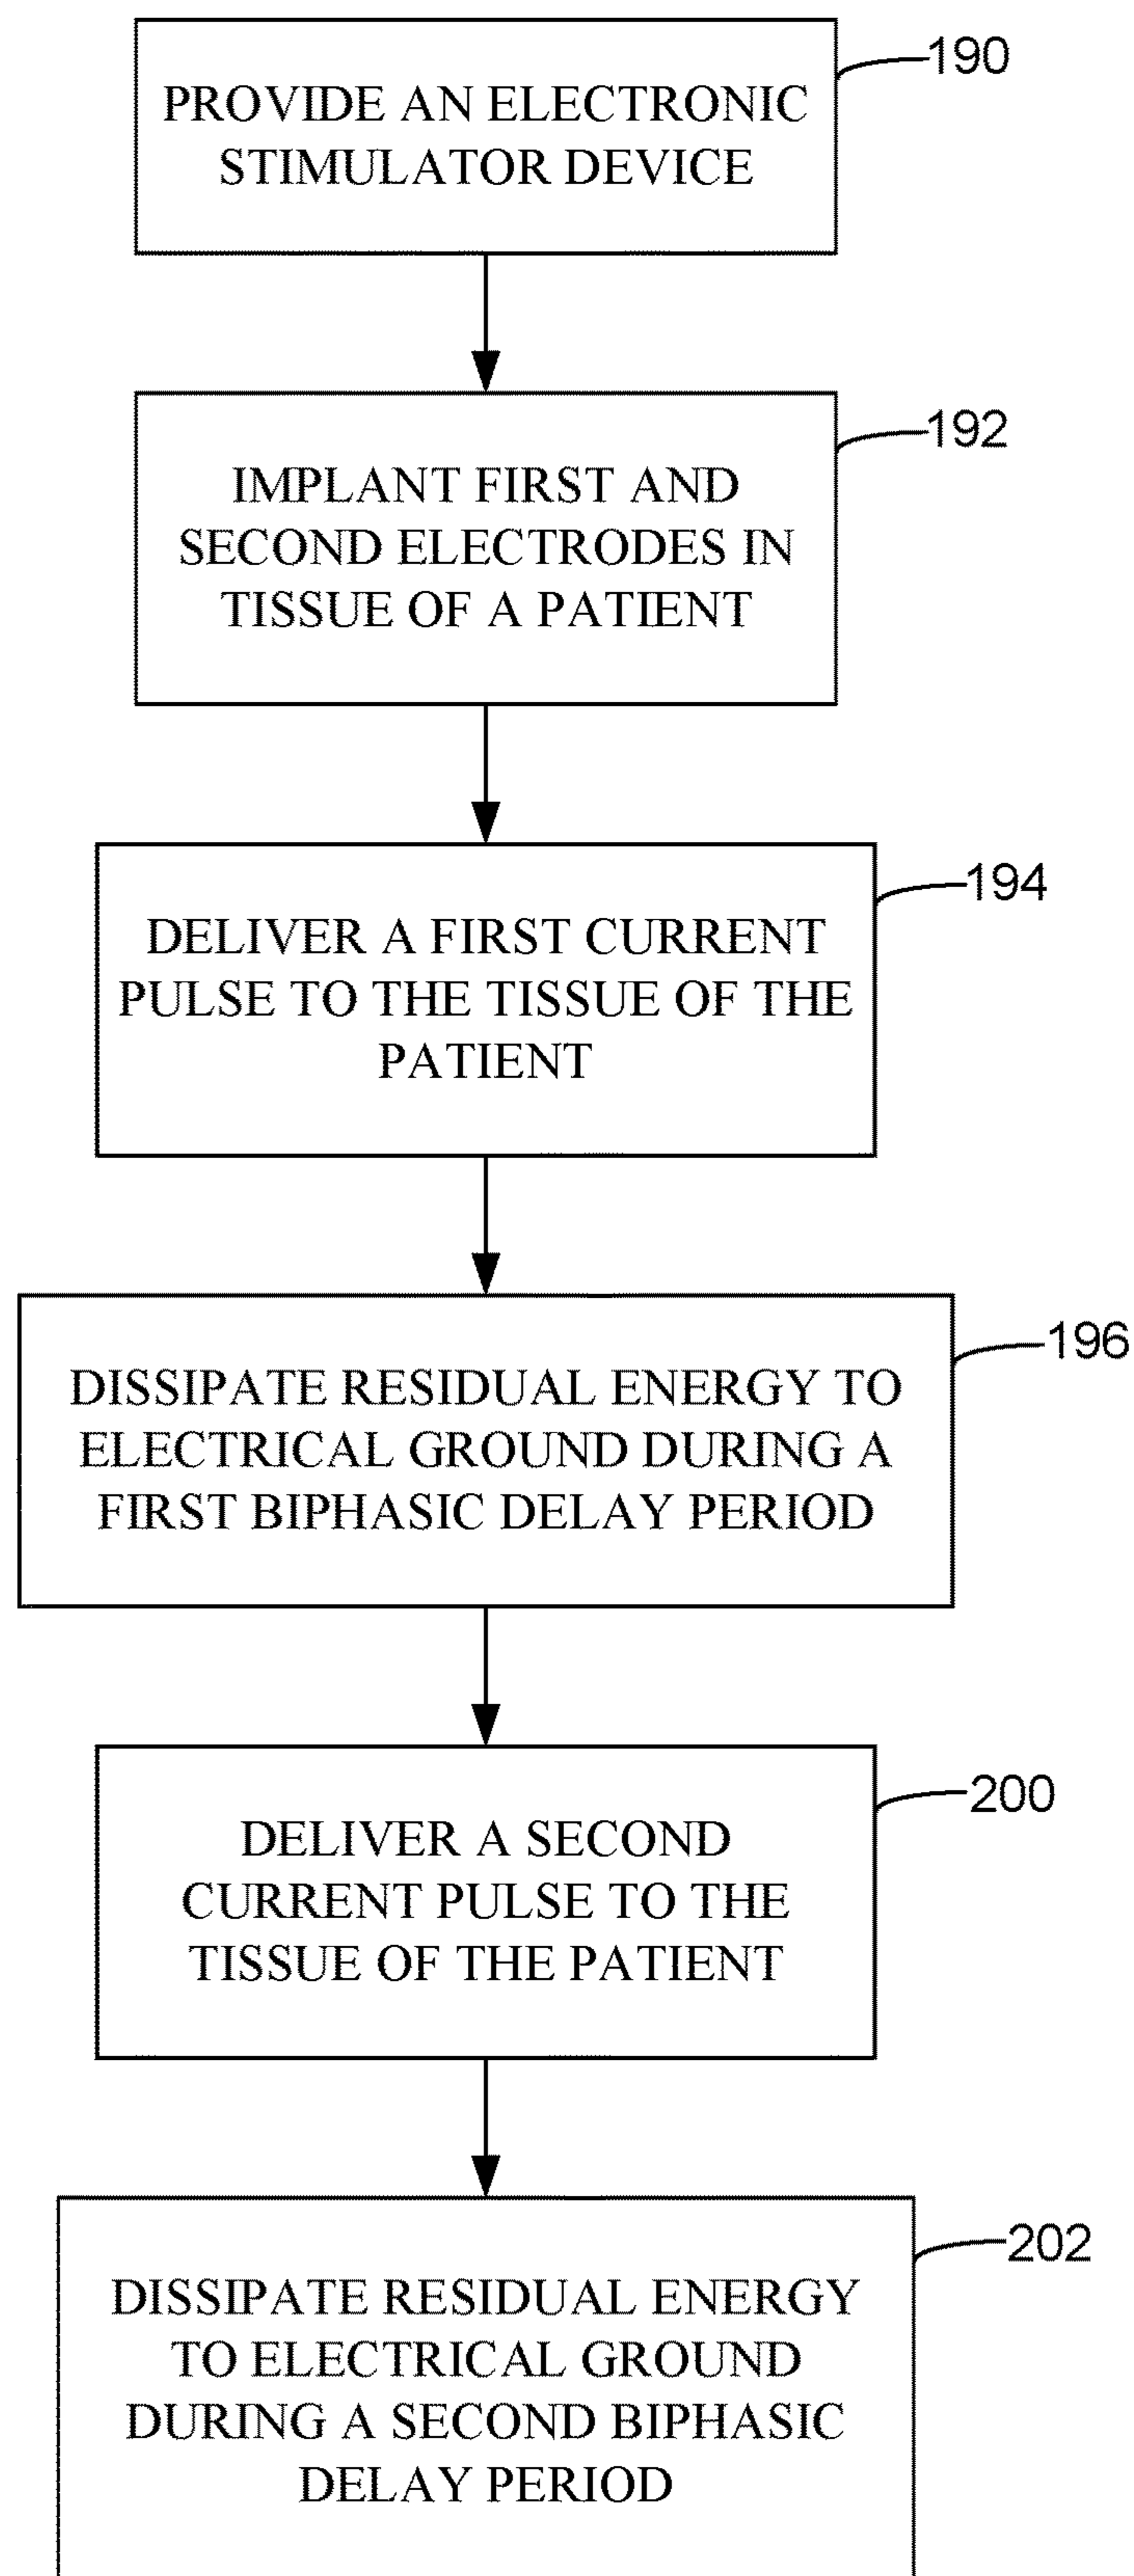 190
PROVIDE AN ELECTRONIC
STIMULATOR DEVICE
192
IMPLANT FIRST AND
SECOND ELECTRODES IN
TISSUE OF A PATIENT
194
DELIVER A FIRST CURRENT
PULSE TO THE TISSUE OF THE
PATIENT
196
DISSIPATE RESIDUAL ENERGY TO
ELECTRICAL GROUND DURING A
FIRST BIPHASIC DELAY PERIOD
200
DELIVER A SECOND
CURRENT PULSE TO THE
TISSUE OF THE PATIENT
202
DISSIPATE RESIDUAL ENERGY
TO ELECTRICAL GROUND
DURING A SECOND BIPHASIC
DELAY PERIOD